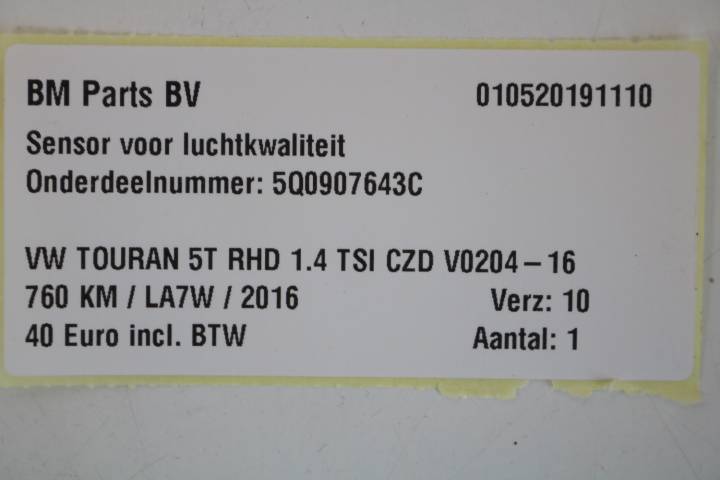 BM Parts BV 010520191110
Sensor voor luchtkwaliteit
Onderdeelnummer: 5Q0907643C
VW TOURAN 5T RHD 1.4 TSI CZD V0204-16
760 KM / LA7W / 2016 Verz: 10
40 Euro incl. BTW Aantal: 1